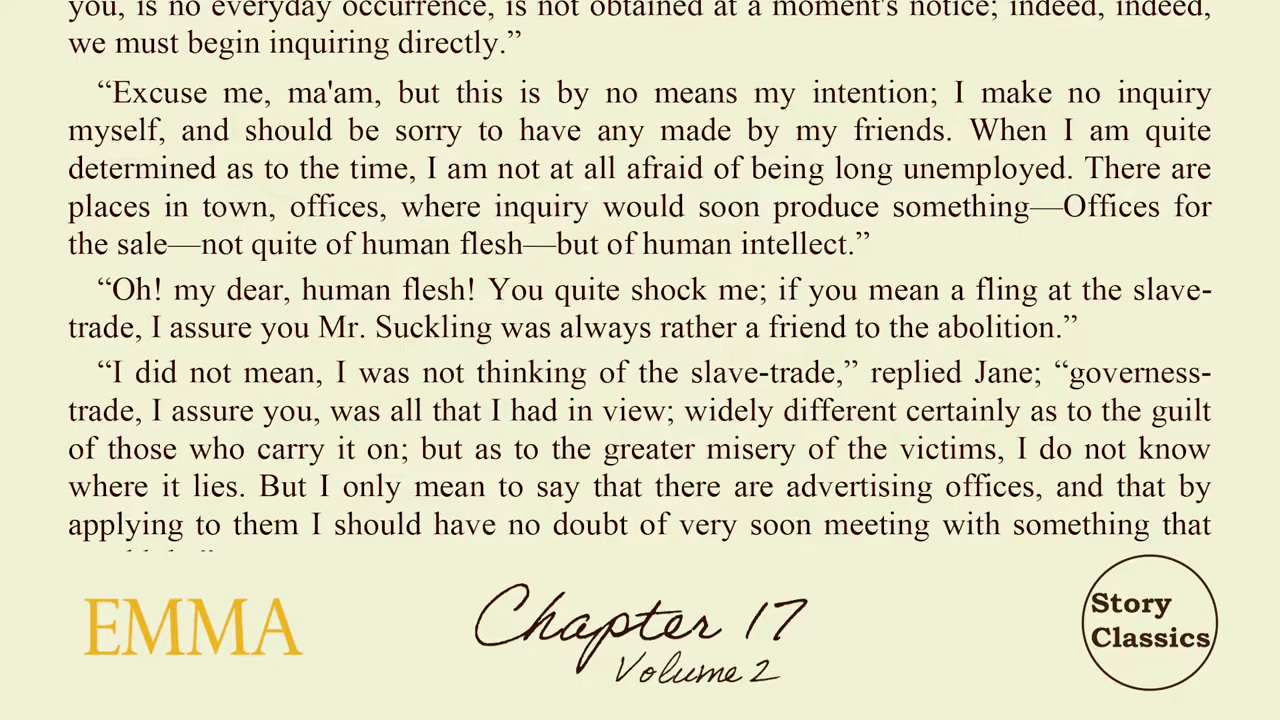 you, is no everyday occurrence, is not obtained at a moment's notice; indeed, indeed,
we must begin inquiring directly.”
“Excuse me, ma'am, but this is by no means my intention; I make no inquiry
myself, and should be sorry to have any made by my friends. When I am quite
determined as to the time, I am not at all afraid of being long unemployed. There are
places in town, offices, where inquiry would soon produce something—Offices for
the sale—not quite of human flesh—but of human intellect.”
“Oh! my dear, human flesh! You quite shock me; if you mean a fling at the slave-
trade, I assure you Mr. Suckling was always rather a friend to the abolition.”
“I did not mean, I was not thinking of the slave-trade,” replied Jane; “governess-
trade, I assure you, was all that I had in view; widely different certainly as to the guilt
of those who carry it on; but as to the greater misery of the victims, I do not know
where it lies. But I only mean to say that there are advertising offices, and that by
applying to them I should have no doubt of very soon meeting with something that
EMMA
Chapter 17
Volume 2
Story
Classics